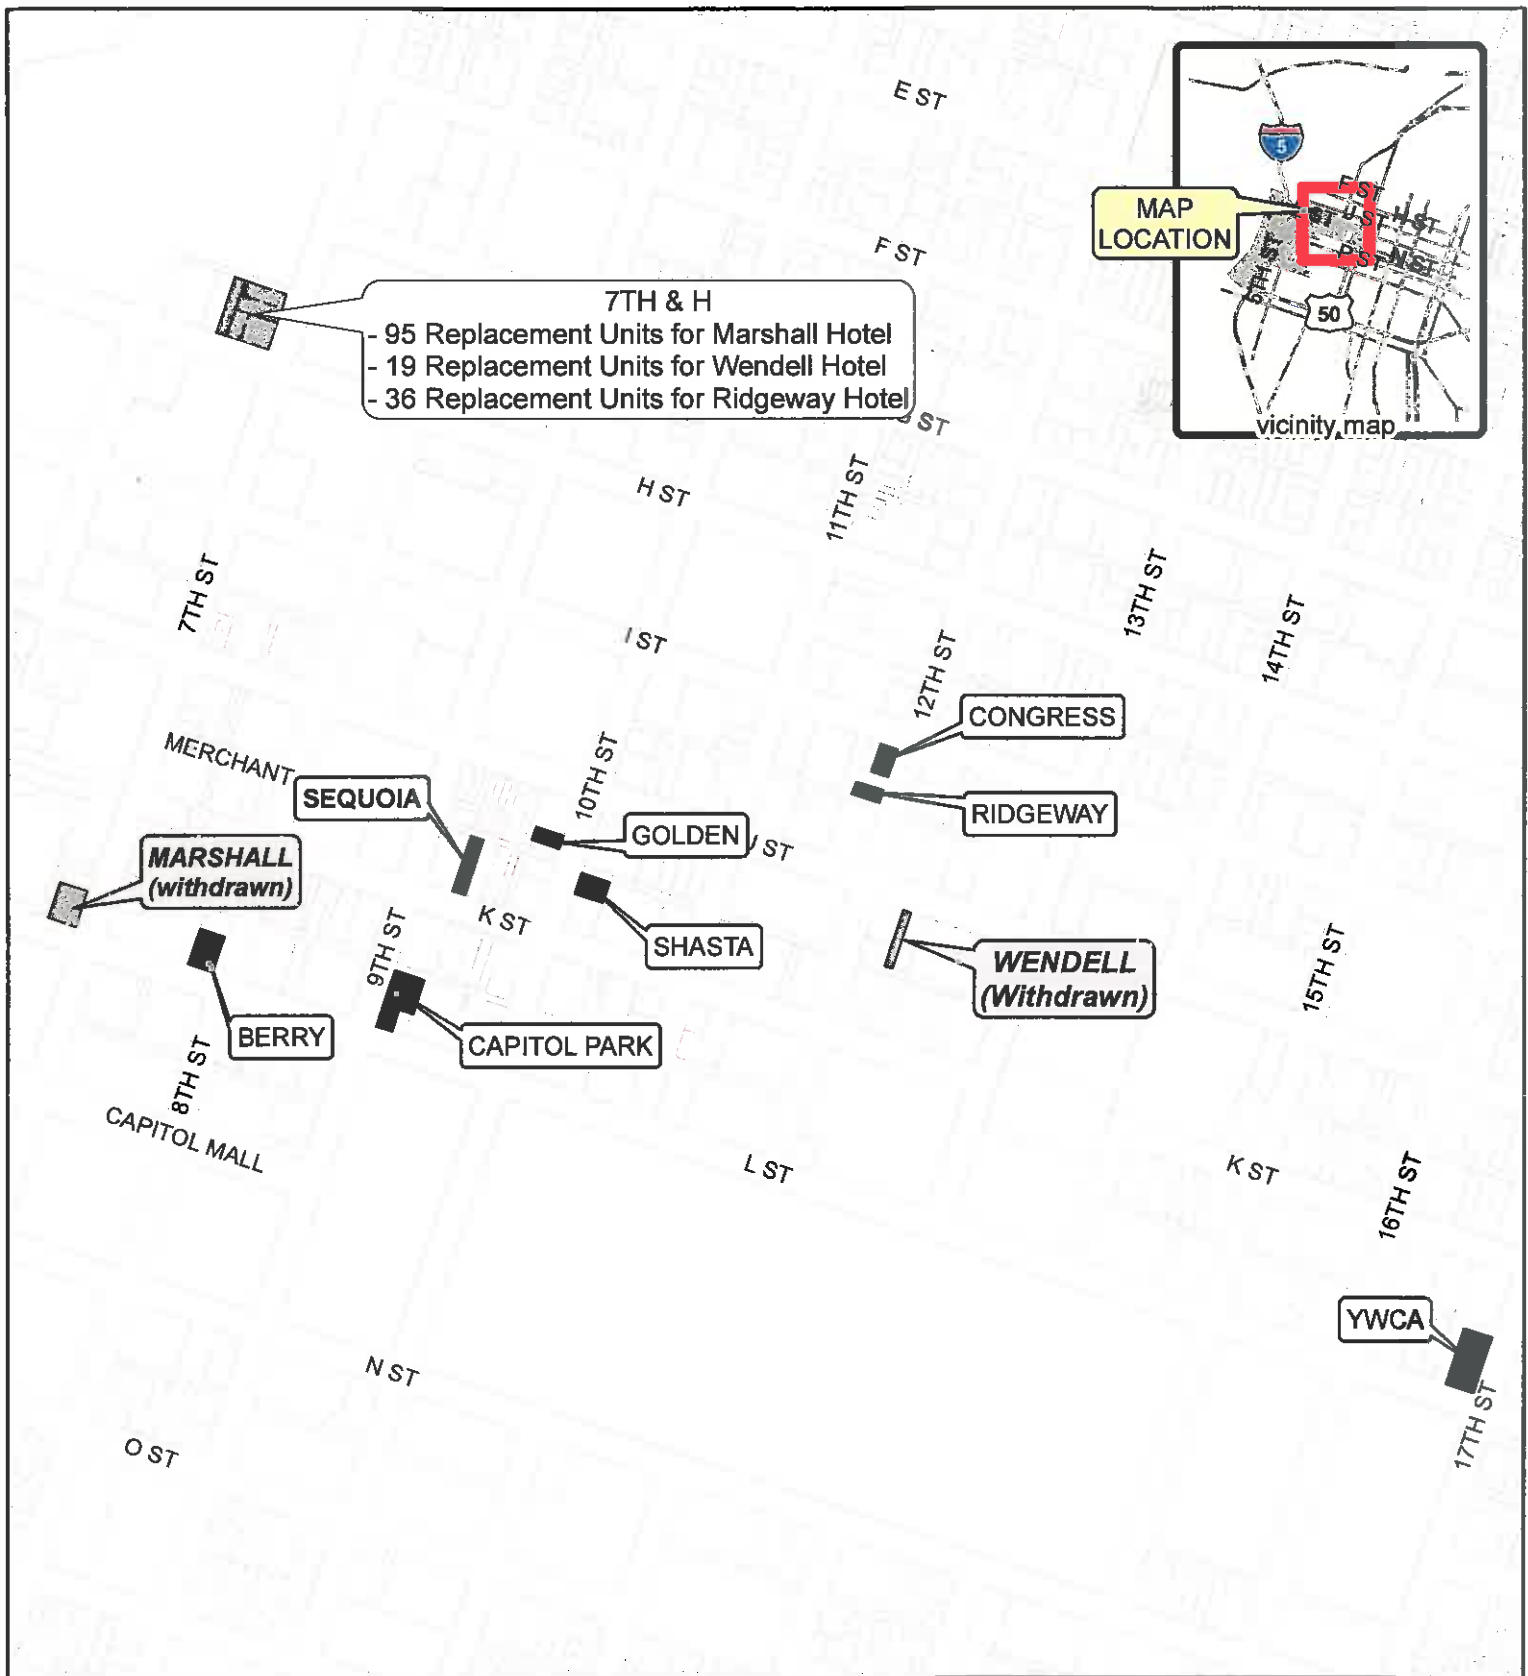 E ST
5
F ST
J ST
H ST
ST
P ST
N ST
5TH ST
50
MAP
LOCATION
vicinity map
F ST
7TH & H
- 95 Replacement Units for Marshall Hotel
- 19 Replacement Units for Wendell Hotel
- 36 Replacement Units for Ridgeway Hotel
ST
H ST
11TH ST
7TH ST
13TH ST
14TH ST
I ST
12TH ST
CONGRESS
MERCHANT
10TH ST
SEQUOIA
RIDGEWAY
GOLDEN
J ST
MARSHALL
(withdrawn)
K ST
9TH ST
SHASTA
WENDELL
(Withdrawn)
15TH ST
BERRY
CAPITOL PARK
8TH ST
CAPITOL MALL
L ST
K ST
16TH ST
YWCA
N ST
17TH ST
O ST